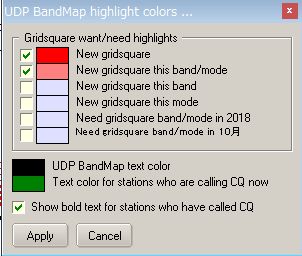 UDP BandMap highlight colors ...
Gridsquare want/need highlights
New gridsquare
New gridsquare this band/mode
New gridsquare this band
New gridsquare this mode
Need gridsquare band/mode in 2018
Need gridsquare band/mode in 10月
UDP BandMap text color
Text color for stations who are calling CQ now
Show bold text for stations who have called CQ
Apply
Cancel